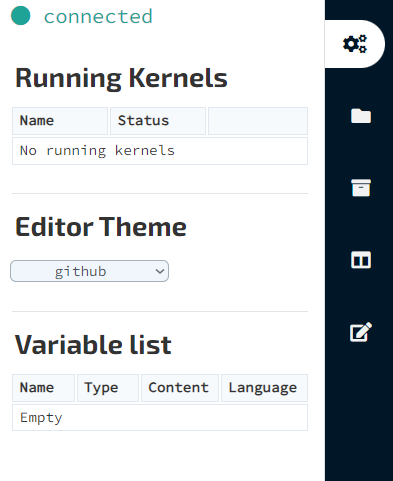 connected
Running Kernels
Name Status
No running kernels
Editor Theme
github
Variable list
Name Type Content Language
Empty